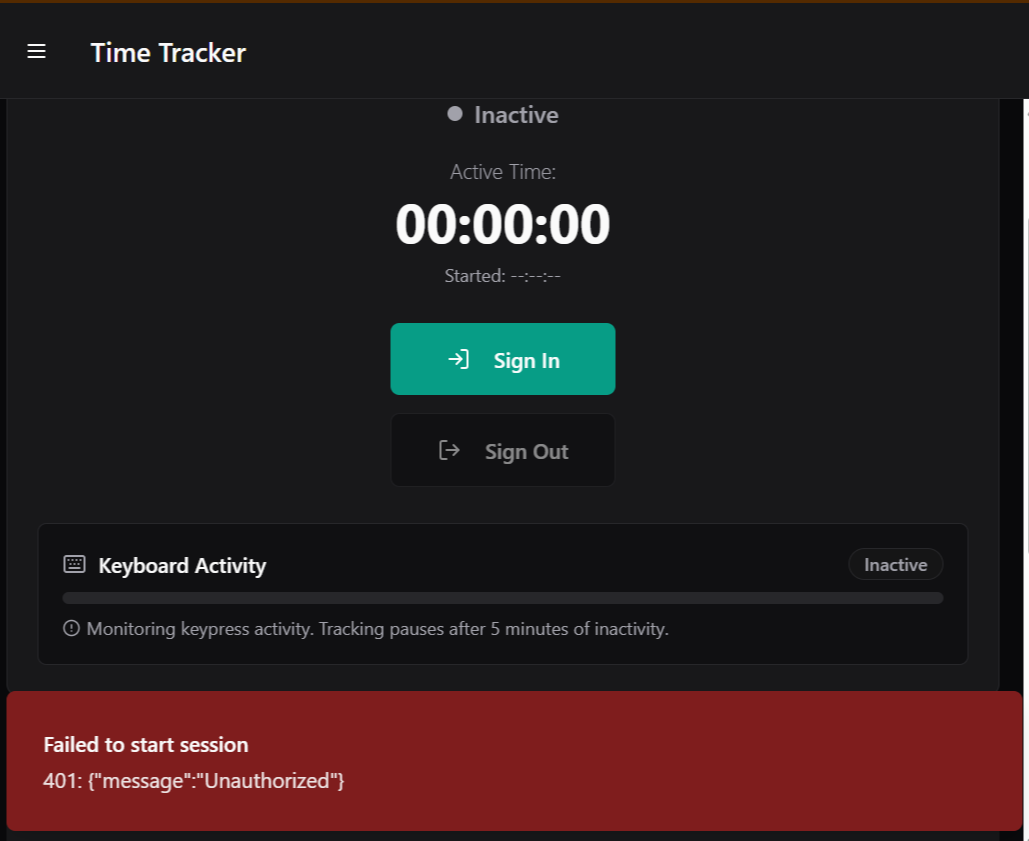 Time Tracker
Inactive
Active Time:
00:00:00
Started: --:--:--
Sign In
Sign Out
Keyboard Activity
Inactive
Monitoring keypress activity. Tracking pauses after 5 minutes of inactivity.
Failed to start session
401: {"message":"Unauthorized"}